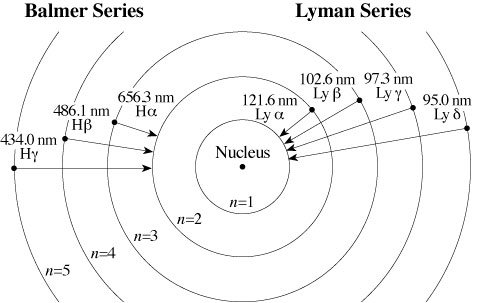 Balmer Series
Lyman Series
656.3 nm
Hα
486.1 nm
Hβ
434.0 nm
Hγ
121.6 nm
Ly α
102.6 nm
Ly β
97.3 nm
Ly γ
95.0 nm
Ly δ
Nucleus
n=1
n=2
n=3
n=4
n=5